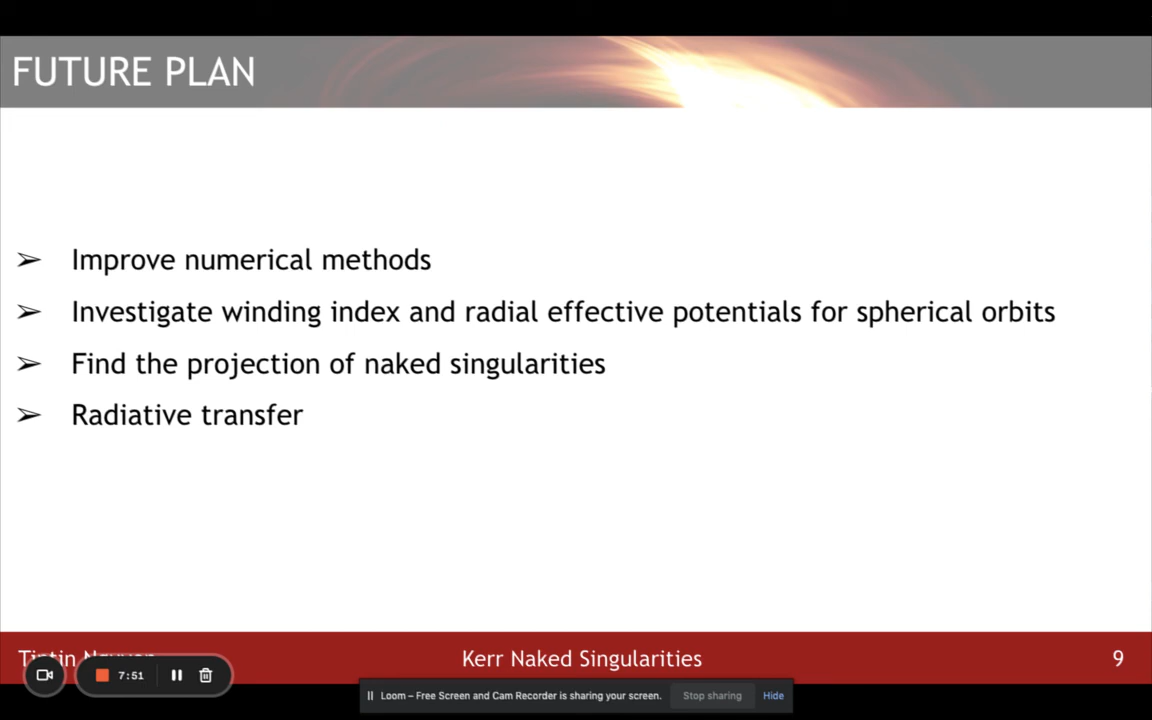 FUTURE PLAN
➢ Improve numerical methods
➢ Investigate winding index and radial effective potentials for spherical orbits
➢ Find the projection of naked singularities
➢ Radiative transfer
Kerr Naked Singularities
9
7:51
Loom – Free Screen and Cam Recorder is sharing your screen.
Stop sharing
Hide